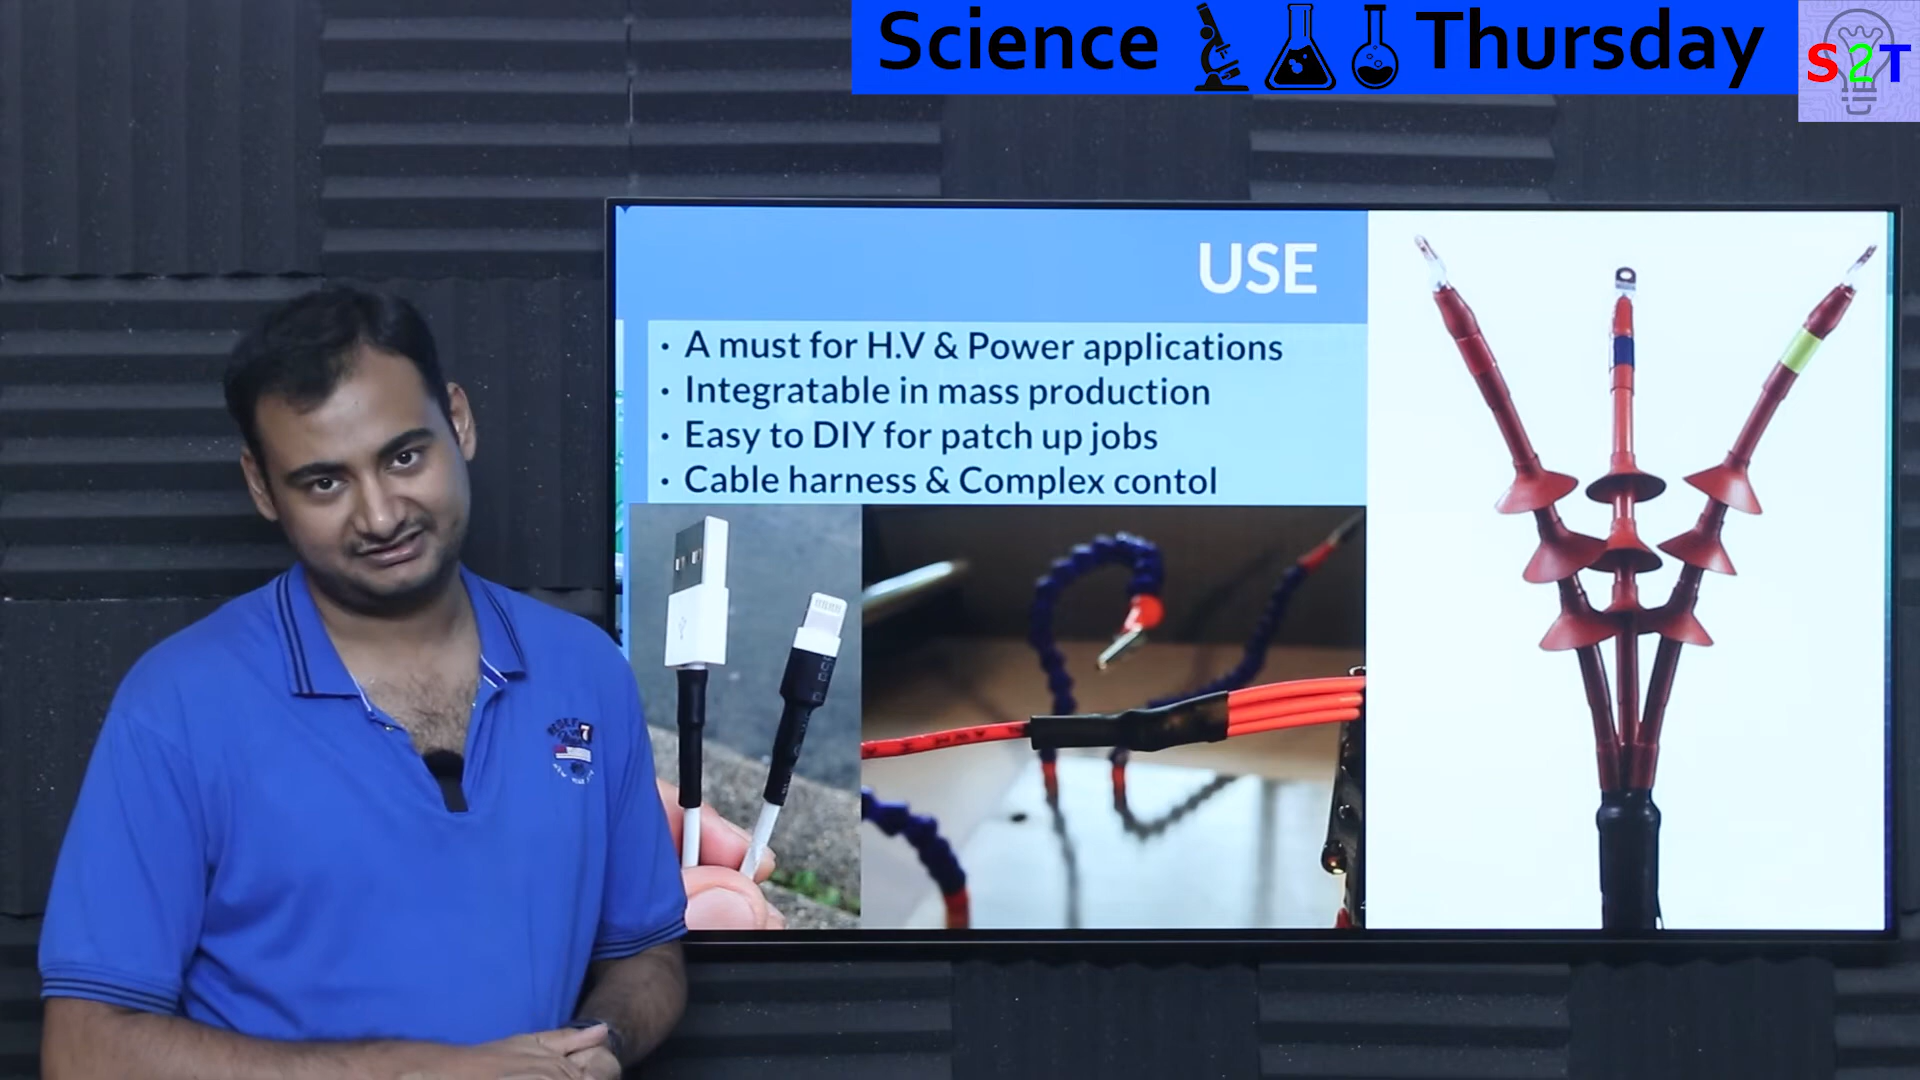 Science Thursday
S2T
USE
• A must for H.V & Power applications
• Integratable in mass production
• Easy to DIY for patch up jobs
• Cable harness & Complex contol
7